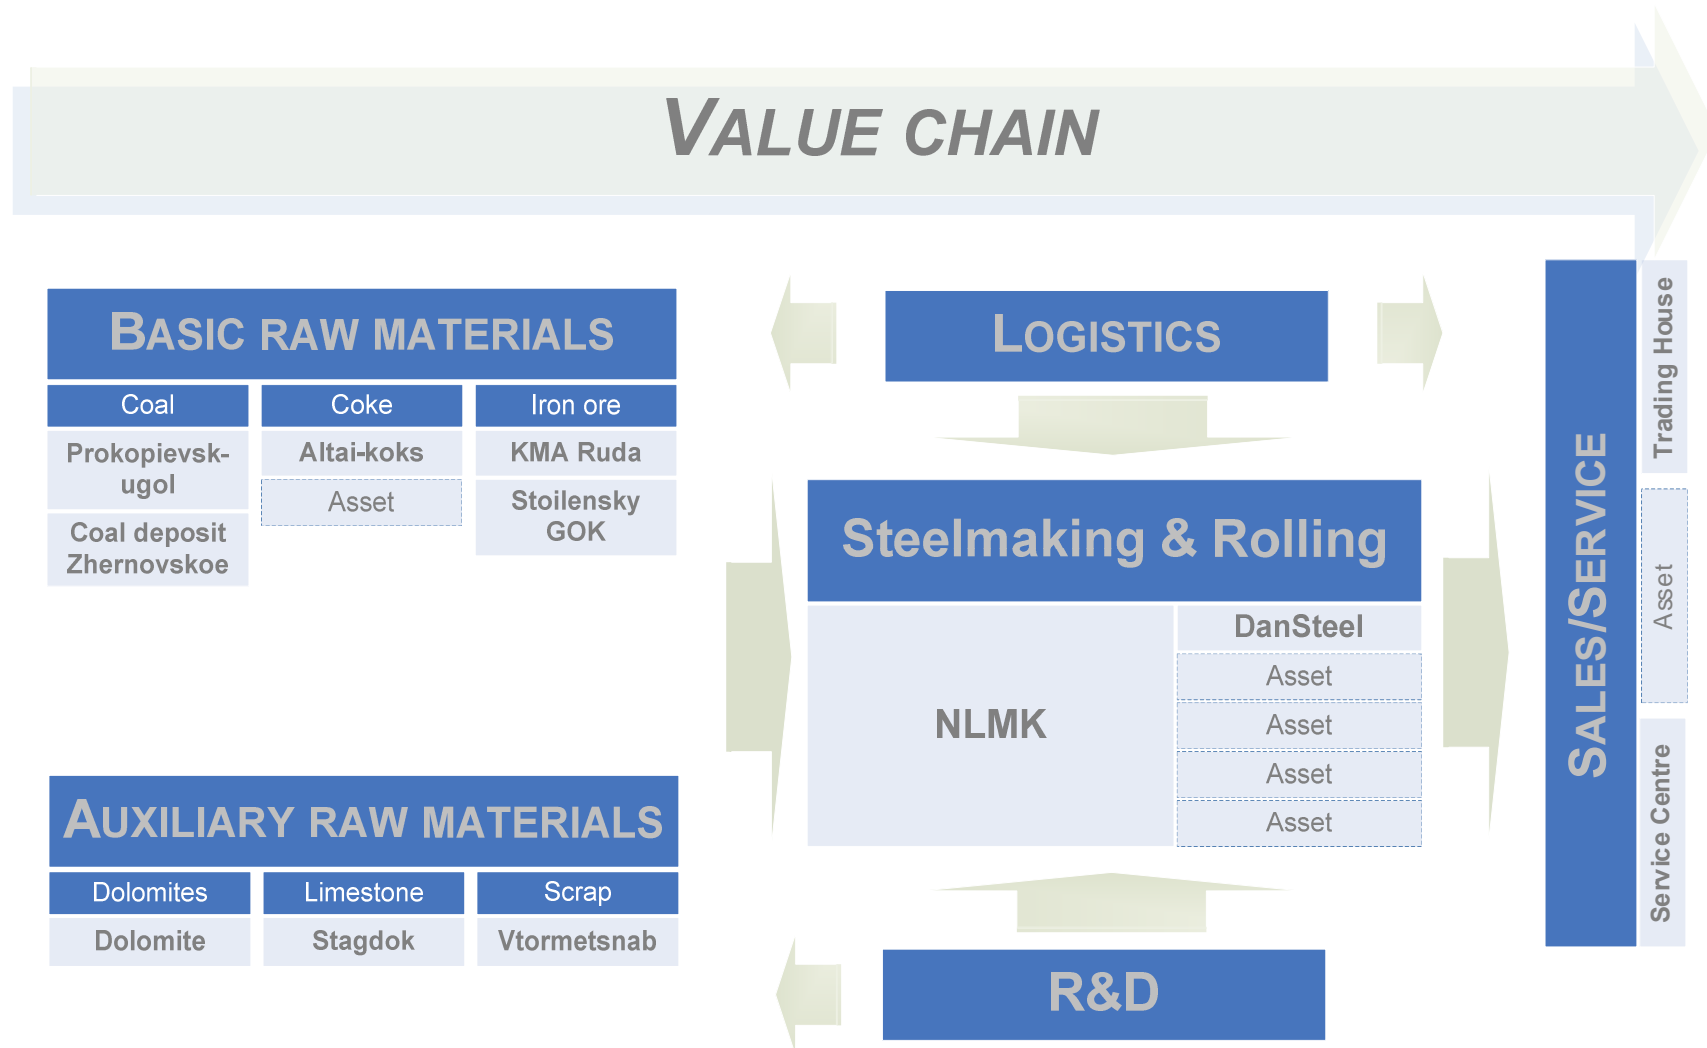 VALUE CHAIN
BASIC RAW MATERIALS
Coal
Coke
Iron ore
Prokopievsk-
ugol
Altai-koks
KMA Ruda
Asset
Stoilensky
GOK
Coal deposit
Zhernovskoe
AUXILIARY RAW MATERIALS
Dolomites
Limestone
Scrap
Dolomite
Stagdok
Vtormetsnab
LOGISTICS
Steelmaking & Rolling
NLMK
DanSteel
Asset
Asset
Asset
Asset
R&D
SALES/SERVICE
Trading House
Asset
Service Centre